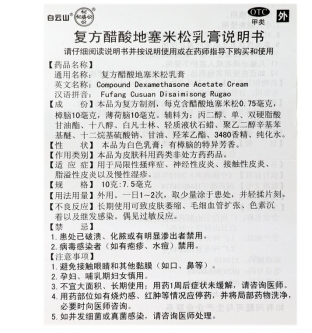 白云山®
OTC
甲类
外
复方醋酸地塞米松乳膏说明书
请仔细阅读说明书并按说明使用或在药师指导下购买和使用
【药品名称】
通用名称：复方醋酸地塞米松乳膏
英文名称：Compound Dexamethasone Acetate Cream
汉语拼音：Fufang Cusuan Disaimisong Rugao
【成 份】 本品为复方制剂，每克含醋酸地塞米松0.75毫克，
樟脑10毫克，薄荷脑10毫克。辅料为：丙二醇、单、双硬脂酸
甘油酯、十八醇、白凡士林、轻质液状石蜡、聚乙二醇辛基苯
基醚、十二烷基硫酸钠、甘油、羟苯乙酯、3480香精、纯化水。
【性 状】 本品为白色乳膏；有樟脑的特异芳香。
【作用类别】本品为皮肤科用药类非处方药药品。
【适 应 症】用于局限性瘙痒症、神经性皮炎、接触性皮炎、
脂溢性皮炎以及慢性湿疹。
【规 格】 10克:7.5毫克
【用法用量】外用，一日1~2次，取少量涂于患处，并轻揉片刻。
【不良反应】长期使用可致皮肤萎缩、毛细血管扩张、色素沉
着以及继发感染。偶见过敏反应。
【禁 忌】
1. 患处已破溃、化脓或有明显渗出者禁用。
2. 病毒感染者（如有疱疹、水痘）禁用。
【注意事项】
1. 避免接触眼睛和其他黏膜（如口、鼻等）。
2. 孕妇、哺乳期妇女慎用。
3. 不宜大面积、长期使用；用药1周后症状未缓解，请咨询医师。
4. 用药部位如有烧灼感、红肿等情况应停药，并将局部药物洗净，
必要时向医师咨询。
5. 如并发细菌或真菌感染，请咨询医师处理。